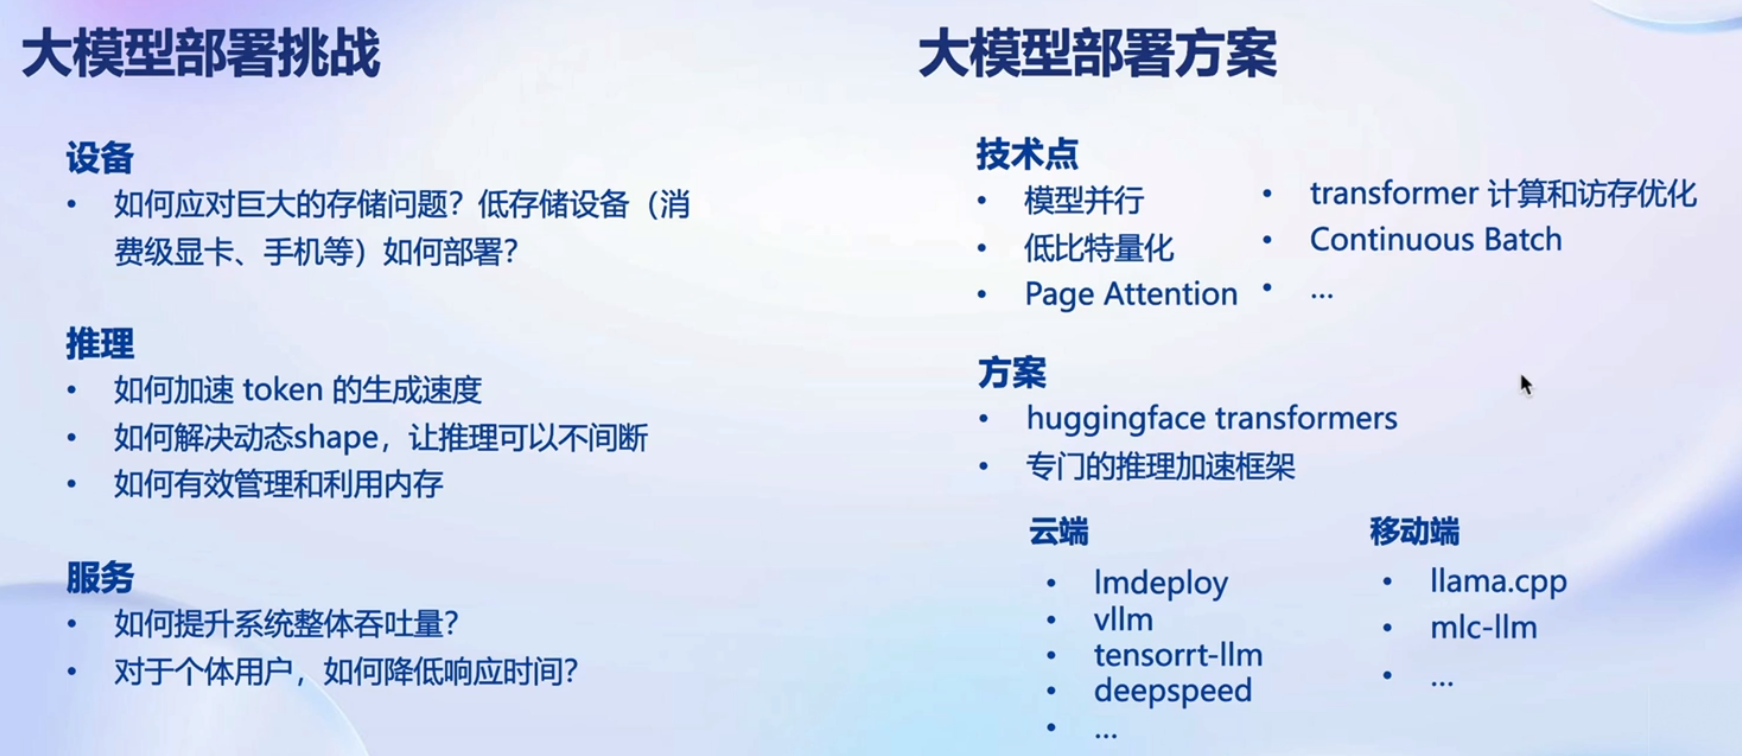 大模型部署挑战
设备
• 如何应对巨大的存储问题？低存储设备（消
费级显卡、手机等）如何部署？
推理
• 如何加速 token 的生成速度
• 如何解决动态shape，让推理可以不间断
• 如何有效管理和利用内存
服务
• 如何提升系统整体吞吐量？
• 对于个体用户，如何降低响应时间？
大模型部署方案
技术点
• 模型并行
• 低比特量化
• Page Attention
• transformer 计算和访存优化
• Continuous Batch
• ...
方案
• huggingface transformers
• 专门的推理加速框架
云端
• lmdeploy
• vllm
• tensorrt-llm
• deepspeed
• ...
移动端
• llama.cpp
• mlc-llm
• ...